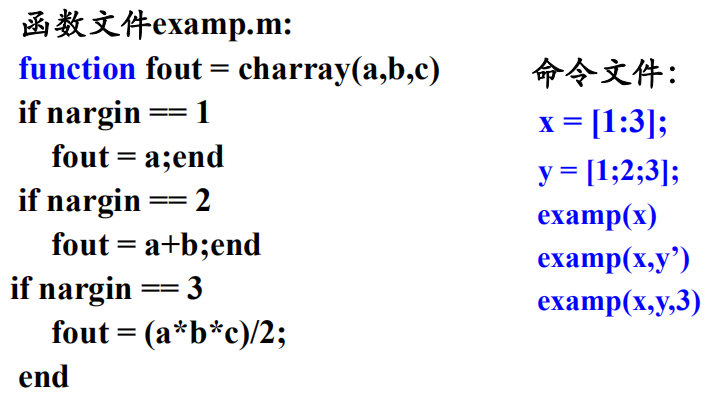 函数文件examp.m:
function fout = charray(a,b,c)
if nargin == 1
fout = a;end
if nargin == 2
fout = a+b;end
if nargin == 3
fout = (a*b*c)/2;
end
命令文件：
x = [1:3];
y = [1;2;3];
examp(x)
examp(x,y’)
examp(x,y,3)